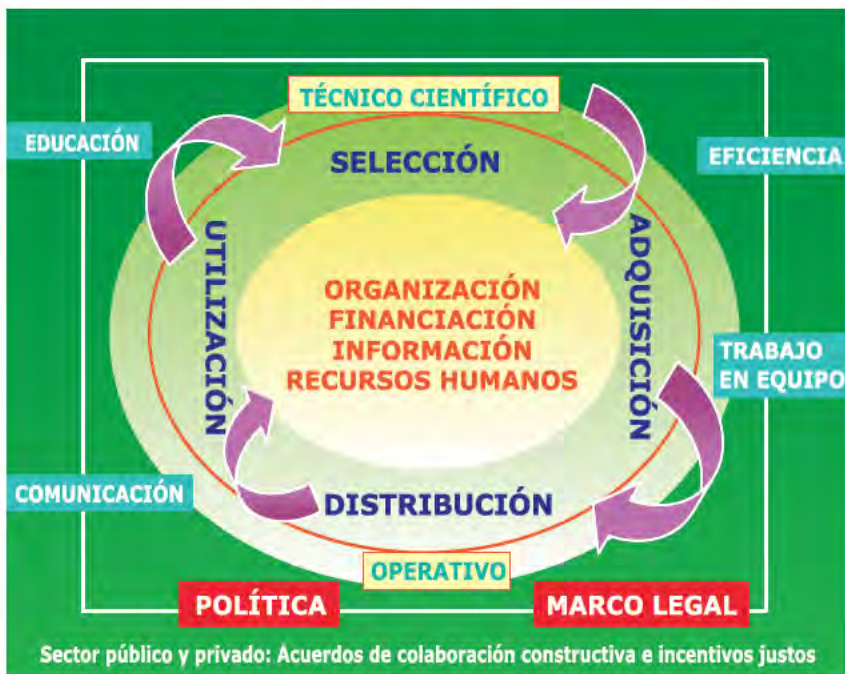 TÉCNICO CIENTÍFICO
EDUCACIÓN
EFICIENCIA
SELECCIÓN
UTILIZACIÓN
ADQUISICIÓN
ORGANIZACIÓN
FINANCIACIÓN
INFORMACIÓN
RECURSOS HUMANOS
TRABAJO
EN EQUIPO
COMUNICACIÓN
DISTRIBUCIÓN
OPERATIVO
POLÍTICA
MARCO LEGAL
Sector público y privado: Acuerdos de colaboración constructiva e incentivos justos